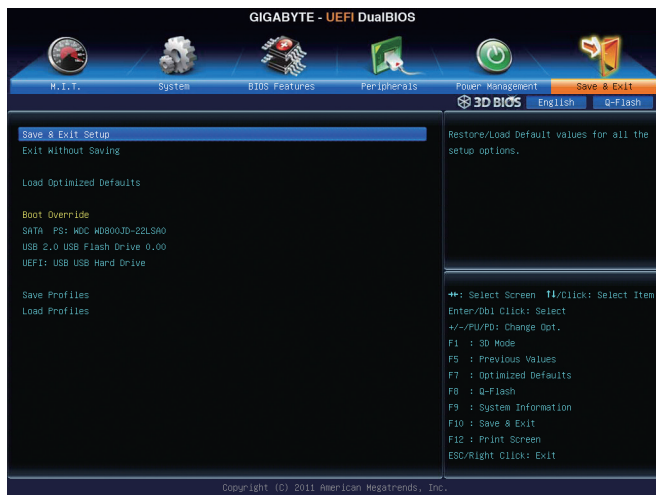 GIGABYTE - UEFI DualBIOS
M.I.T.
System
BIOS Features
Peripherals
Power Management
Save & Exit
3D BIOS
English
Q-Flash
Save & Exit Setup
Exit Without Saving
Load Optimized Defaults
Boot Override
SATA PS: WDC WD800JD-22LSA0
USB 2.0 USB Flash Drive 0.00
UEFI: USB USB Hard Drive
Save Profiles
Load Profiles
Restore/Load Default values for all the
setup options.
→←: Select Screen ↑↓/Click: Select Item
Enter/Dbl Click: Select
+/-/PU/PD: Change Opt.
F1 : 3D Mode
F5 : Previous Values
F7 : Optimized Defaults
F8 : Q-Flash
F9 : System Information
F10 : Save & Exit
F12 : Print Screen
ESC/Right Click: Exit
Copyright (C) 2011 American Megatrends, Inc.